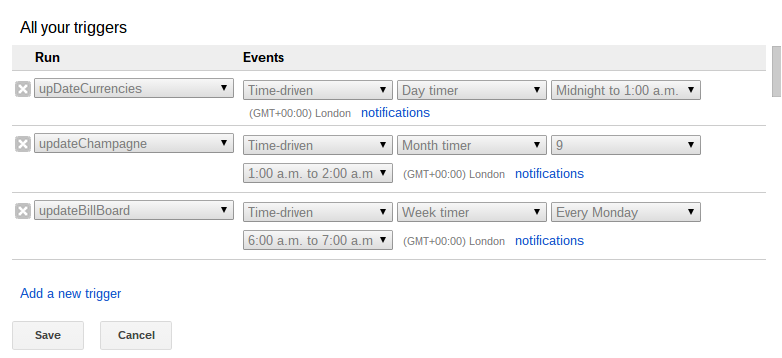 All your triggers
Run Events
upDateCurrencies Time-driven Day timer Midnight to 1:00 a.m.
(GMT+00:00) London notifications
updateChampagne Time-driven Month timer 9
1:00 a.m. to 2:00 a.m (GMT+00:00) London notifications
updateBillBoard Time-driven Week timer Every Monday
6:00 a.m. to 7:00 a.m (GMT+00:00) London notifications
Add a new trigger
Save Cancel